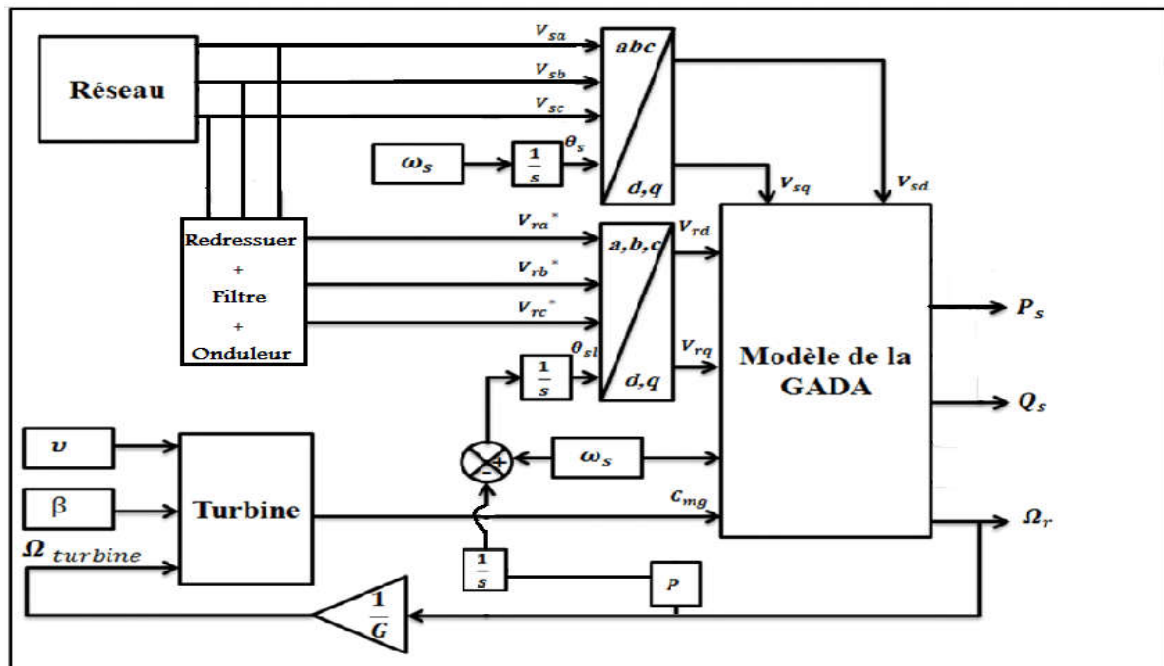 Réseau
V_sa
V_sb
V_sc
ω_s
1/s
θ_s
abc
d,q
v_sq
v_sd
Redressuer
+
Filtre
+
Onduleur
V_ra*
V_rb*
V_rc*
θ_sl
1/s
a,b,c
d,q
V_rd
V_rq
Modèle de la
GADA
P_s
Q_s
Ω_r
+
-
ω_s
C_mg
υ
β
Ω turbine
Turbine
1/s
P
1/G